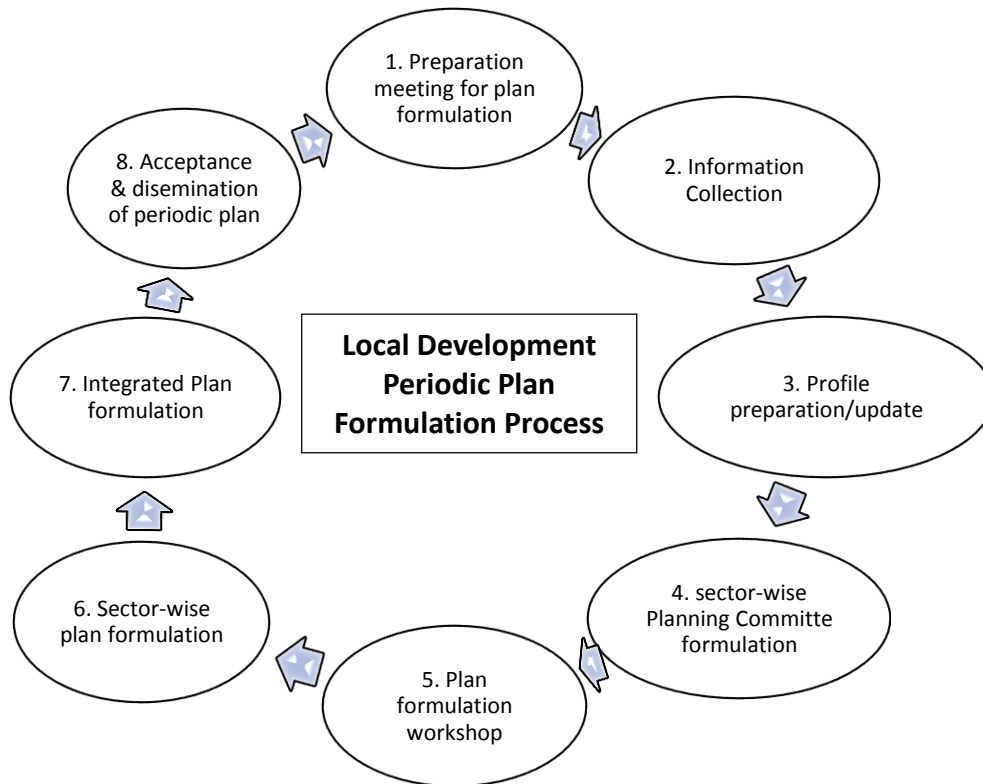 1. Preparation
meeting for plan
formulation
2. Information
Collection
3. Profile
preparation/update
4. sector-wise
Planning Committe
formulation
5. Plan
formulation
workshop
6. Sector-wise
plan formulation
7. Integrated Plan
formulation
8. Acceptance
& disemination
of periodic plan
Local Development
Periodic Plan
Formulation Process